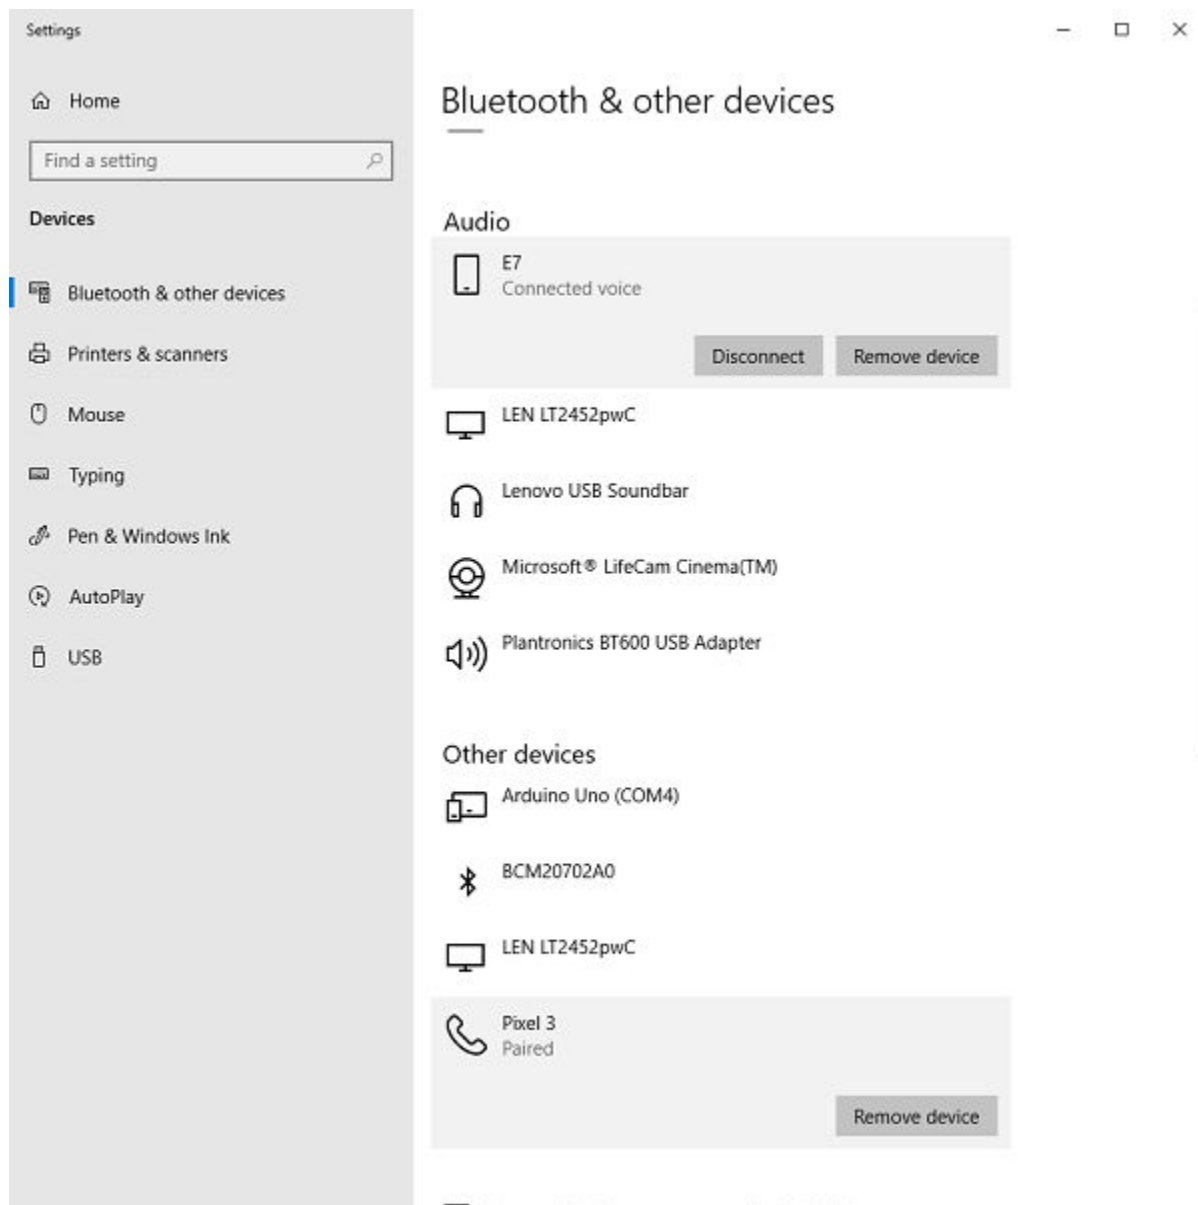 Settings
Home
Find a setting
Devices
Bluetooth & other devices
Printers & scanners
Mouse
Typing
Pen & Windows Ink
AutoPlay
USB
Bluetooth & other devices
Audio
E7
Connected voice
Disconnect
Remove device
LEN LT2452pwC
Lenovo USB Soundbar
Microsoft® LifeCam Cinema(TM)
Plantronics BT600 USB Adapter
Other devices
Arduino Uno (COM4)
BCM20702A0
LEN LT2452pwC
Pixel 3
Paired
Remove device